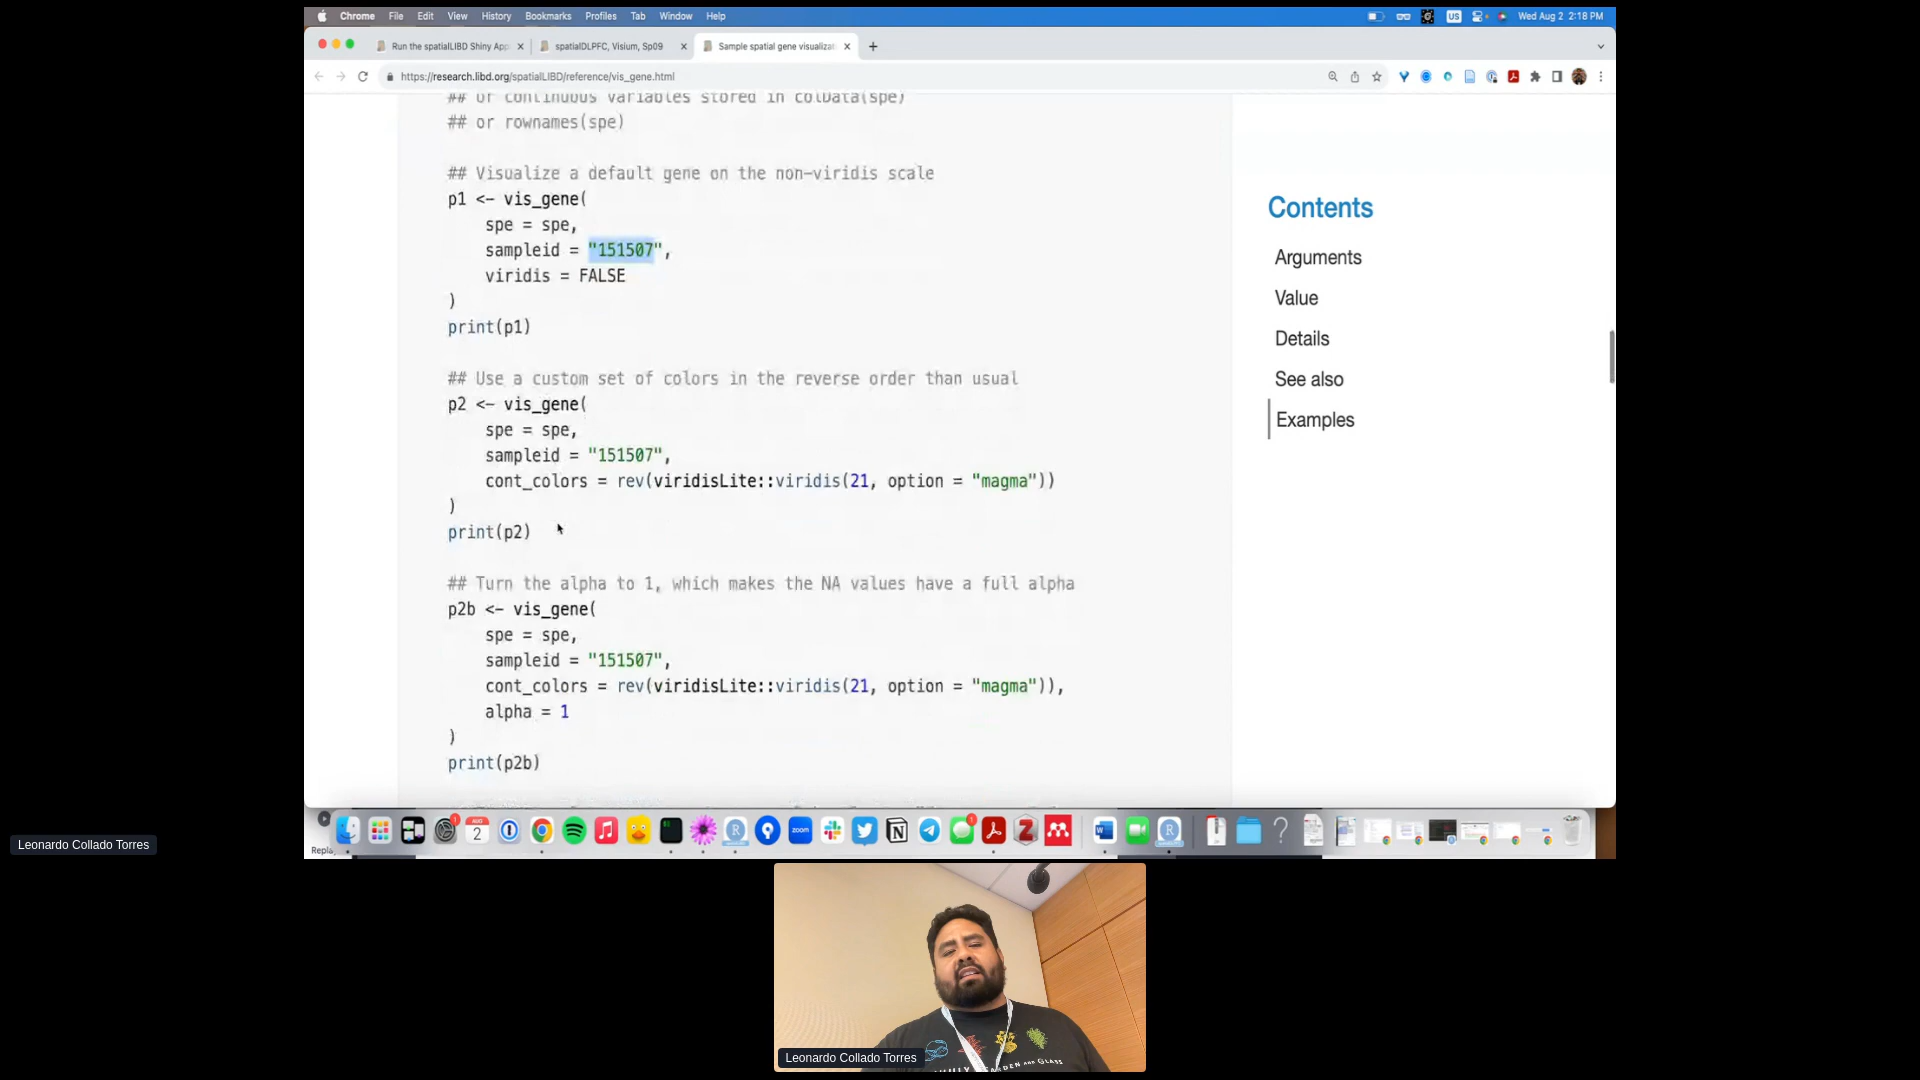 Chrome File Edit View History Bookmarks Profiles Tab Window Help
US Wed Aug 2 2:18 PM
Run the spatialLIBD Shiny App
spatialDLPFC, Visium, Sp09
Sample spatial gene visualizat
https://research.libd.org/spatialLIBD/reference/vis_gene.html
## or continuous variables stored in colData(spe)
## or rownames(spe)
## Visualize a default gene on the non-viridis scale
p1 <- vis_gene(
spe = spe,
sampleid = "151507",
viridis = FALSE
)
print(p1)
## Use a custom set of colors in the reverse order than usual
p2 <- vis_gene(
spe = spe,
sampleid = "151507",
cont_colors = rev(viridisLite::viridis(21, option = "magma"))
)
print(p2)
## Turn the alpha to 1, which makes the NA values have a full alpha
p2b <- vis_gene(
spe = spe,
sampleid = "151507",
cont_colors = rev(viridisLite::viridis(21, option = "magma")),
alpha = 1
)
print(p2b)
Contents
Arguments
Value
Details
See also
Examples
AUG
2
zoom
Repla
Leonardo Collado Torres
Leonardo Collado Torres